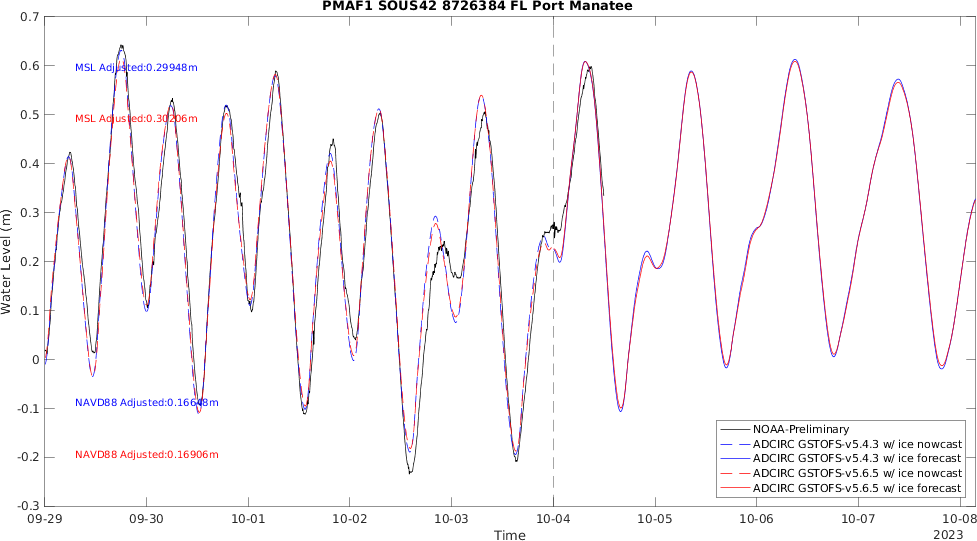 PMAF1 SOUS42 8726384 FL Port Manatee
0.7
0.6
0.5
0.4
0.3
0.2
0.1
0
-0.1
-0.2
-0.3
Water Level (m)
MSL Adjusted:0.29948m
MSL Adjusted:0.30206m
NAVD88 Adjusted:0.16648m
NAVD88 Adjusted:0.16906m
NOAA-Preliminary
ADCIRC GSTOFS-v5.4.3 w/ ice nowcast
ADCIRC GSTOFS-v5.4.3 w/ ice forecast
ADCIRC GSTOFS-v5.6.5 w/ ice nowcast
ADCIRC GSTOFS-v5.6.5 w/ ice forecast
09-29 09-30 10-01 10-02 10-03 10-04 10-05 10-06 10-07 10-08
Time
2023